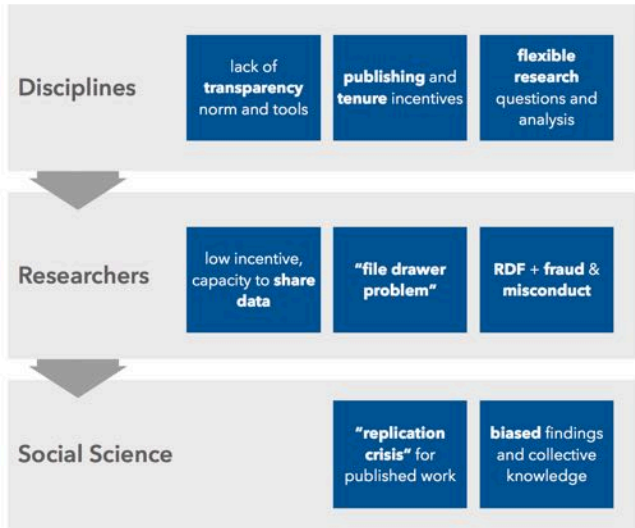 Disciplines
lack of
transparency
norm and tools
publishing and
tenure incentives
flexible
research
questions and
analysis
Researchers
low incentive,
capacity to share
data
"file drawer
problem"
RDF + fraud &
misconduct
Social Science
"replication
crisis" for
published work
biased findings
and collective
knowledge